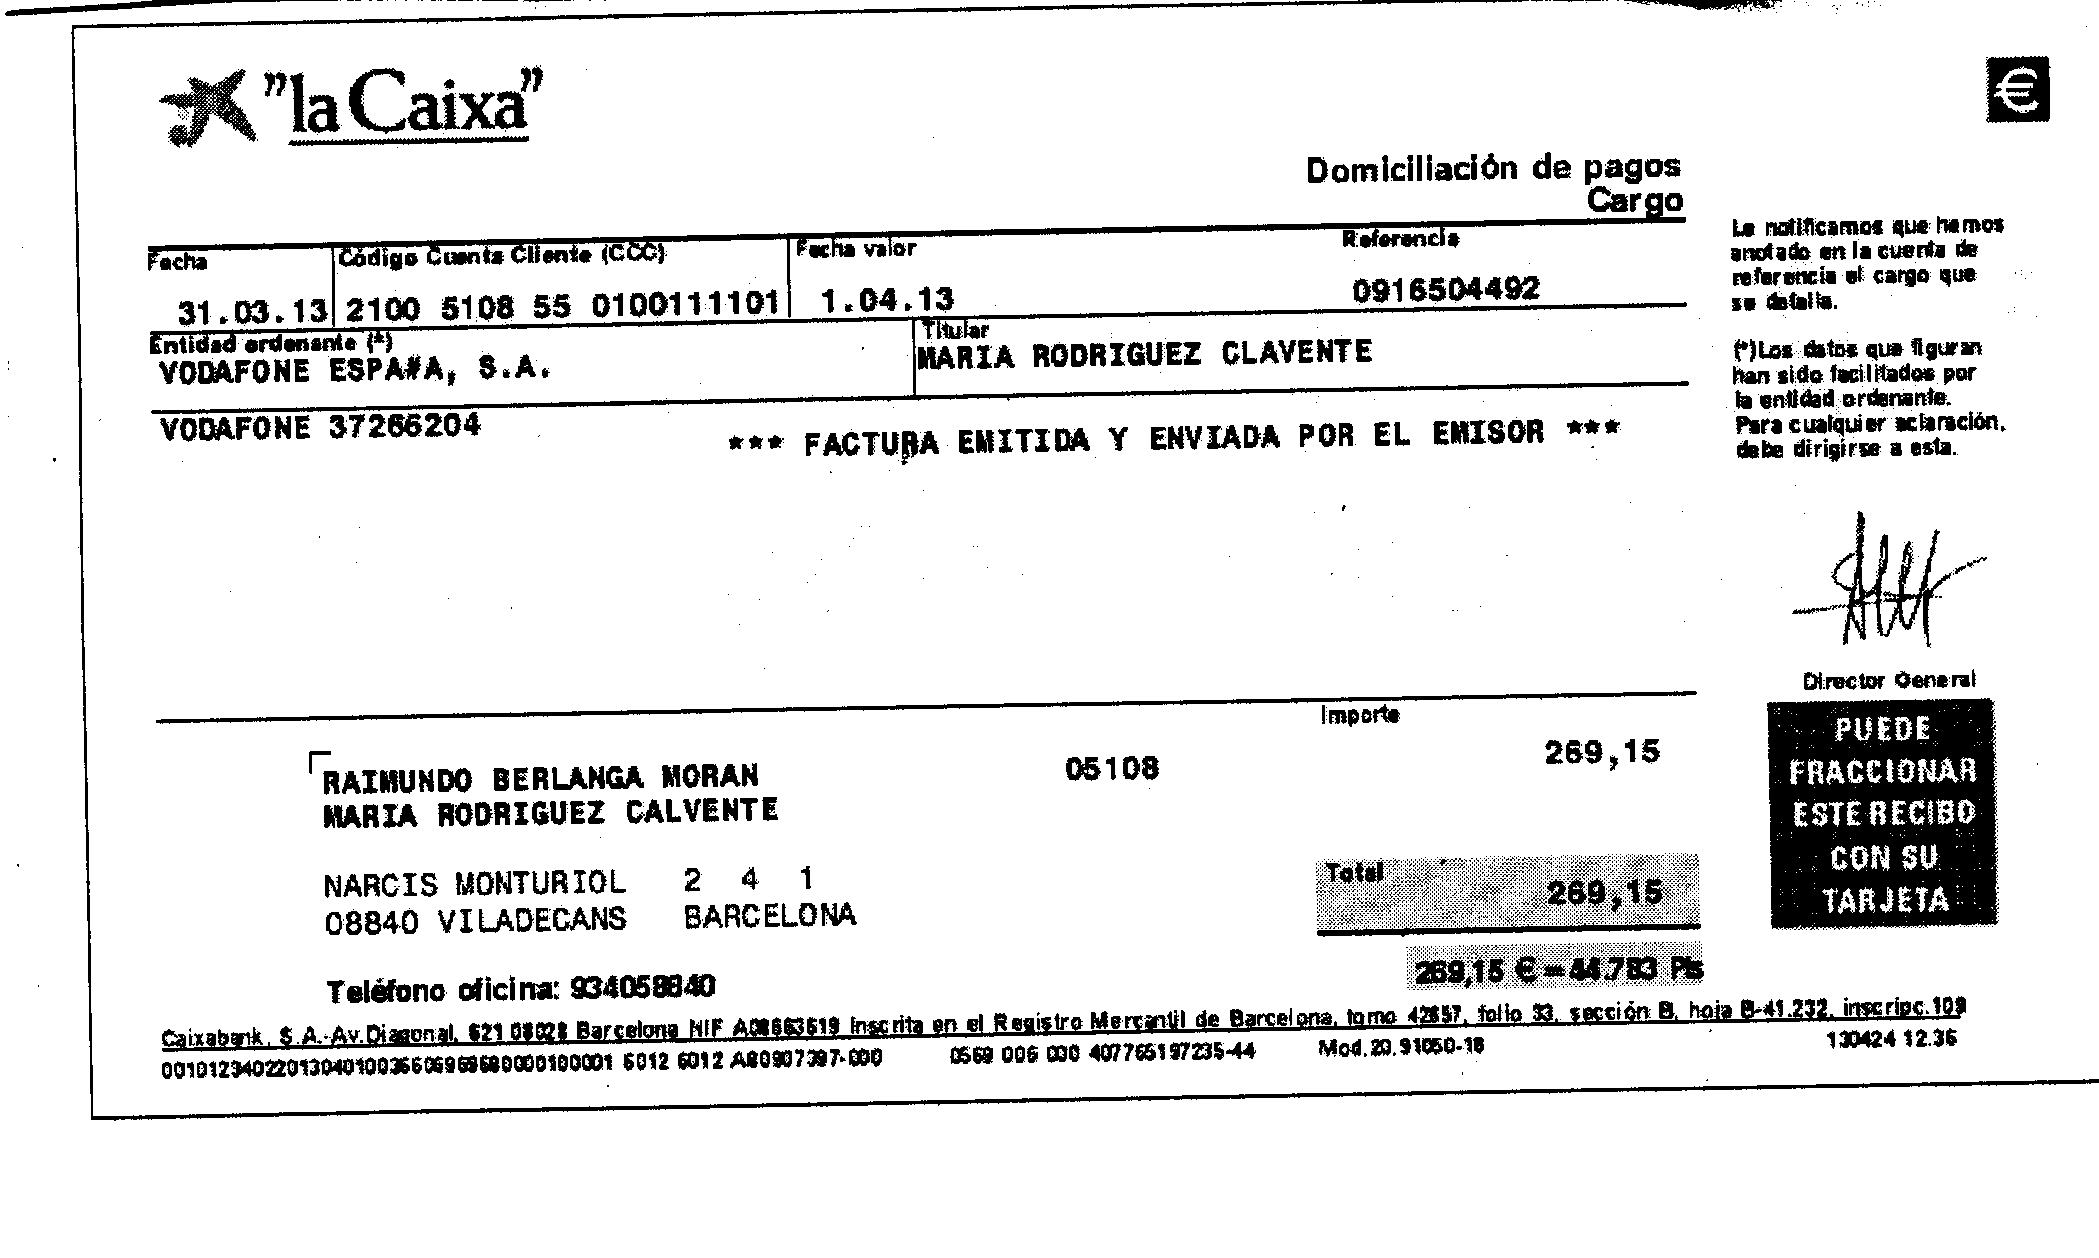 "la Caixa"
€
Domiciliación de pagos
Cargo
Fecha
Código Cuenta Cliente (CCC)
Fecha valor
Referencia
31.03.13
2100 5108 55 0100111101
1.04.13
0916504492
Entidad ordenante (*)
Titular
VODAFONE ESPA#A, S.A.
MARIA RODRIGUEZ CLAVENTE
VODAFONE 37266204
*** FACTURA EMITIDA Y ENVIADA POR EL EMISOR ***
Le notificamos que hemos
anotado en la cuenta de
referencia el cargo que
se detalla.
(*)Los datos que figuran
han sido facilitados por
la entidad ordenante.
Para cualquier aclaración,
debe dirigirse a esta.
Director General
Importe
RAIMUNDO BERLANGA MORAN
05108
269,15
MARIA RODRIGUEZ CALVENTE
NARCIS MONTURIOL 2 4 1
08840 VILADECANS BARCELONA
Total
269,15
269,15 € = 44.783 Pts
Teléfono oficina: 934058840
PUEDE
FRACCIONAR
ESTE RECIBO
CON SU
TARJETA
Caixabank, S.A.-Av.Diagonal, 621 08028 Barcelona NIF A08663619 Inscrita en el Registro Mercantil de Barcelona, tomo 42657, folio 33, sección B, hoja B-41.232, inscripc.109
6012 6012 A80907397-000 0569 006 000 407765197235-44 Mod.20.91050-16 130424 12.36